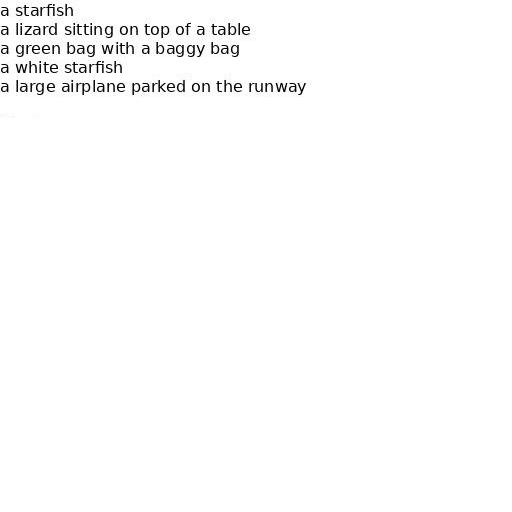 a starfish
a lizard sitting on top of a table
a green bag with a baggy bag
a white starfish
a large airplane parked on the runway